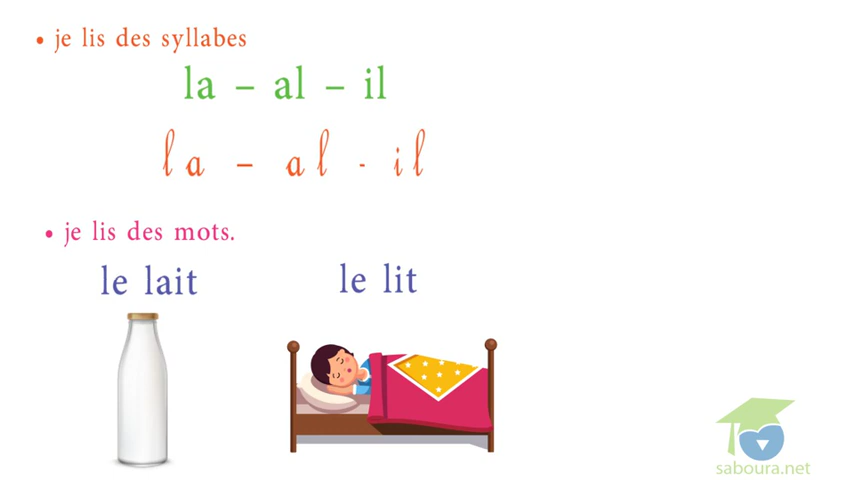 • je lis des syllabes
la – al – il
la – al - il
• je lis des mots.
le lait le lit
saboura.net